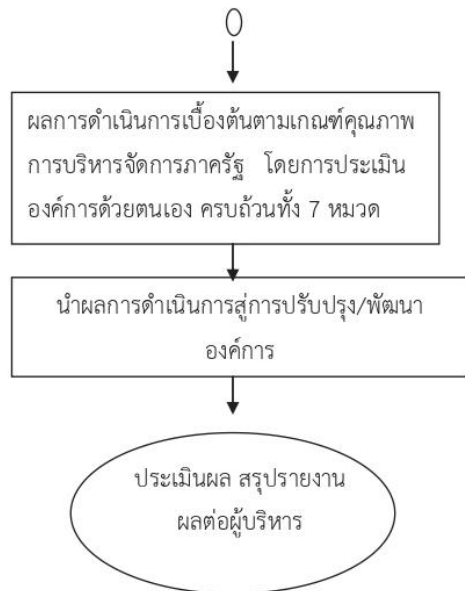 ผลการดำเนินการเบื้องต้นตามเกณฑ์คุณภาพ
การบริหารจัดการภาครัฐ โดยการประเมิน
องค์การด้วยตนเอง ครบถ้วนทั้ง 7 หมวด
นำผลการดำเนินการสู่การปรับปรุง/พัฒนา
องค์การ
ประเมินผล สรุปรายงาน
ผลต่อผู้บริหาร